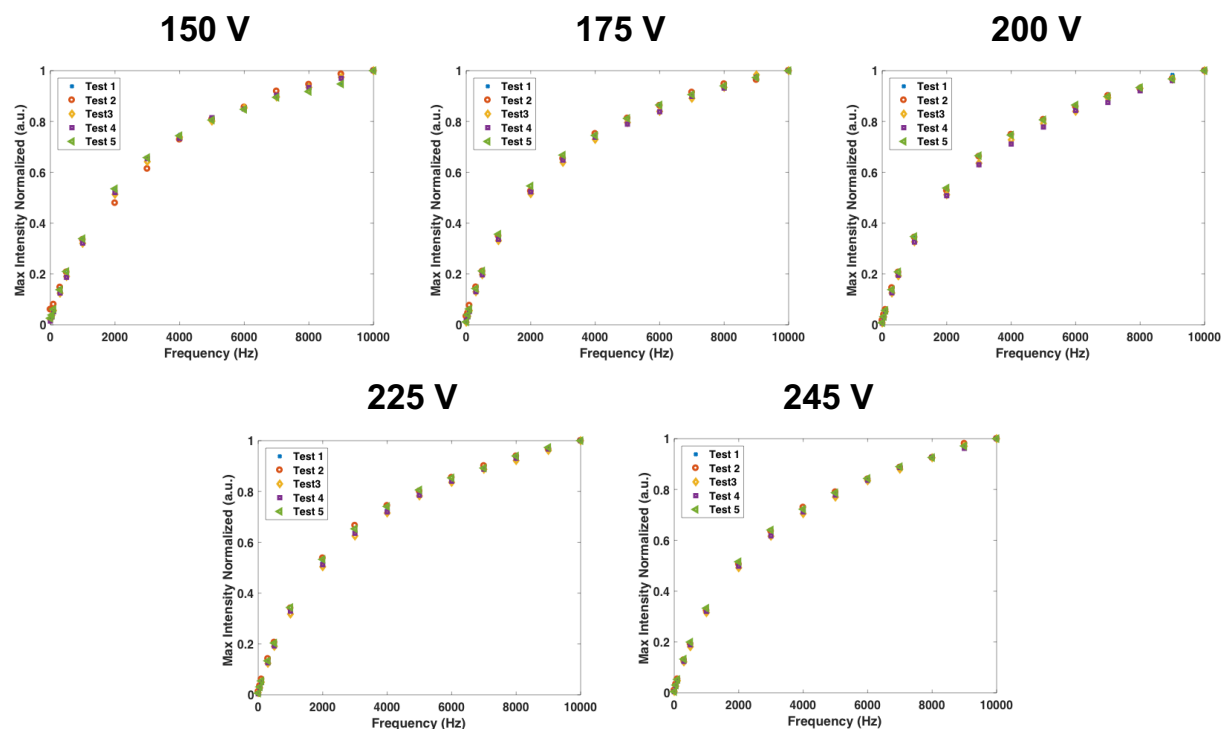 150 V
175 V
200 V
Max Intensity Normalized (a.u.)
1
0.8
0.6
0.4
0.2
0
Test 1
Test 2
Test3
Test 4
Test 5
0 2000 4000 6000 8000 10000
Frequency (Hz)
Max Intensity Normalized (a.u.)
1
0.8
0.6
0.4
0.2
0
Test 1
Test 2
Test3
Test 4
Test 5
0 2000 4000 6000 8000 10000
Frequency (Hz)
Max Intensity Normalized (a.u.)
1
0.8
0.6
0.4
0.2
0
Test 1
Test 2
Test3
Test 4
Test 5
0 2000 4000 6000 8000 10000
Frequency (Hz)
225 V
245 V
Max Intensity Normalized (a.u.)
1
0.8
0.6
0.4
0.2
0
Test 1
Test 2
Test3
Test 4
Test 5
0 2000 4000 6000 8000 10000
Frequency (Hz)
Max Intensity Normalized (a.u.)
1
0.8
0.6
0.4
0.2
0
Test 1
Test 2
Test3
Test 4
Test 5
0 2000 4000 6000 8000 10000
Frequency (Hz)